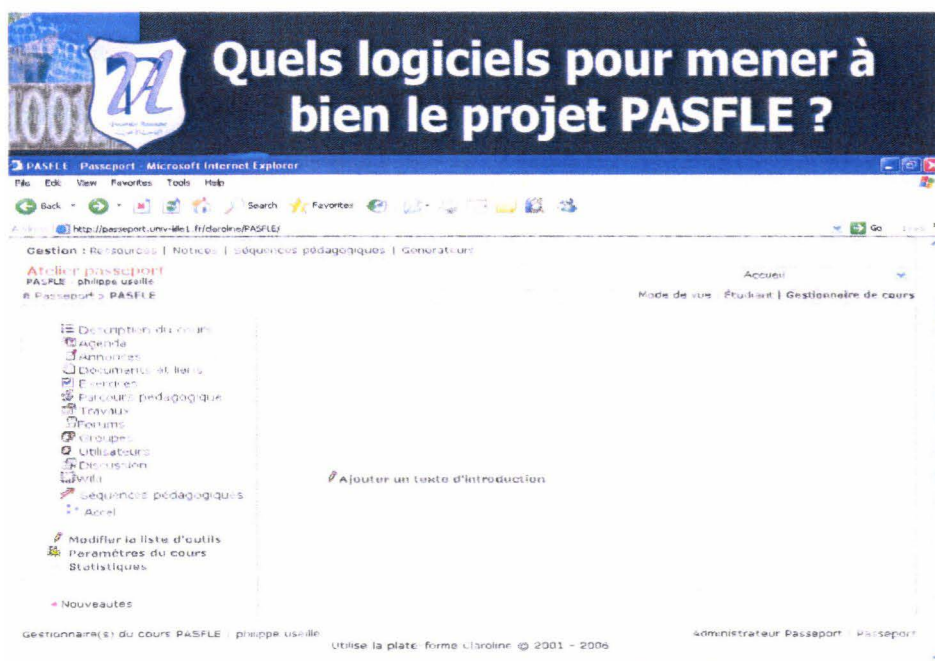 Quels logiciels pour mener à
bien le projet PASFLE ?
PASFLE Passeport - Microsoft Internet Explorer
File Edit View Favorites Tools Help
Back Search Favorites
http://passeport.univ-lille1.fr/claroline/PASFLE/ Go
Gestion : Ressources | Notices | Séquences pédagogiques | Générateurs
Atelier passeport
PASFLE philippe useille
Accueil
Passeport > PASFLE
Mode de vue : Étudiant | Gestionnaire de cours
Description du cours
Agenda
Annonces
Documents et liens
Exercices
Parcours pédagogique
Travaux
Forums
Groupes
Utilisateurs
Discussion
Wiki
Ajouter un texte d'introduction
Séquences pédagogiques
Accel
Modifier la liste d'outils
Paramètres du cours
Statistiques
Nouveautés
Gestionnaire(s) du cours PASFLE : philippe useille
Administrateur Passeport : Passeport
Utilise la plate-forme Claroline © 2001 - 2006